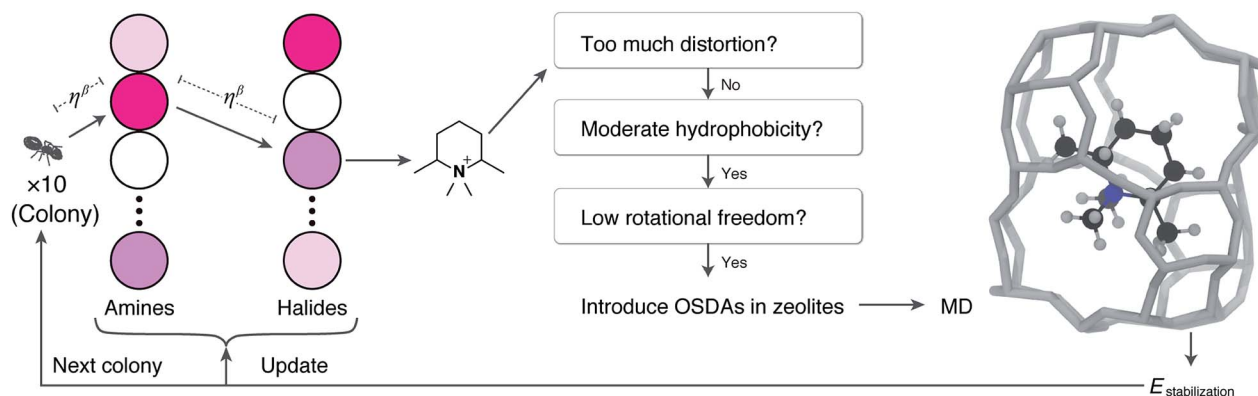 η^β
η^β
×10
(Colony)
Amines
Halides
Next colony
Update
N
+
Too much distortion?
No
Moderate hydrophobicity?
Yes
Low rotational freedom?
Yes
Introduce OSDAs in zeolites
MD
E stabilization